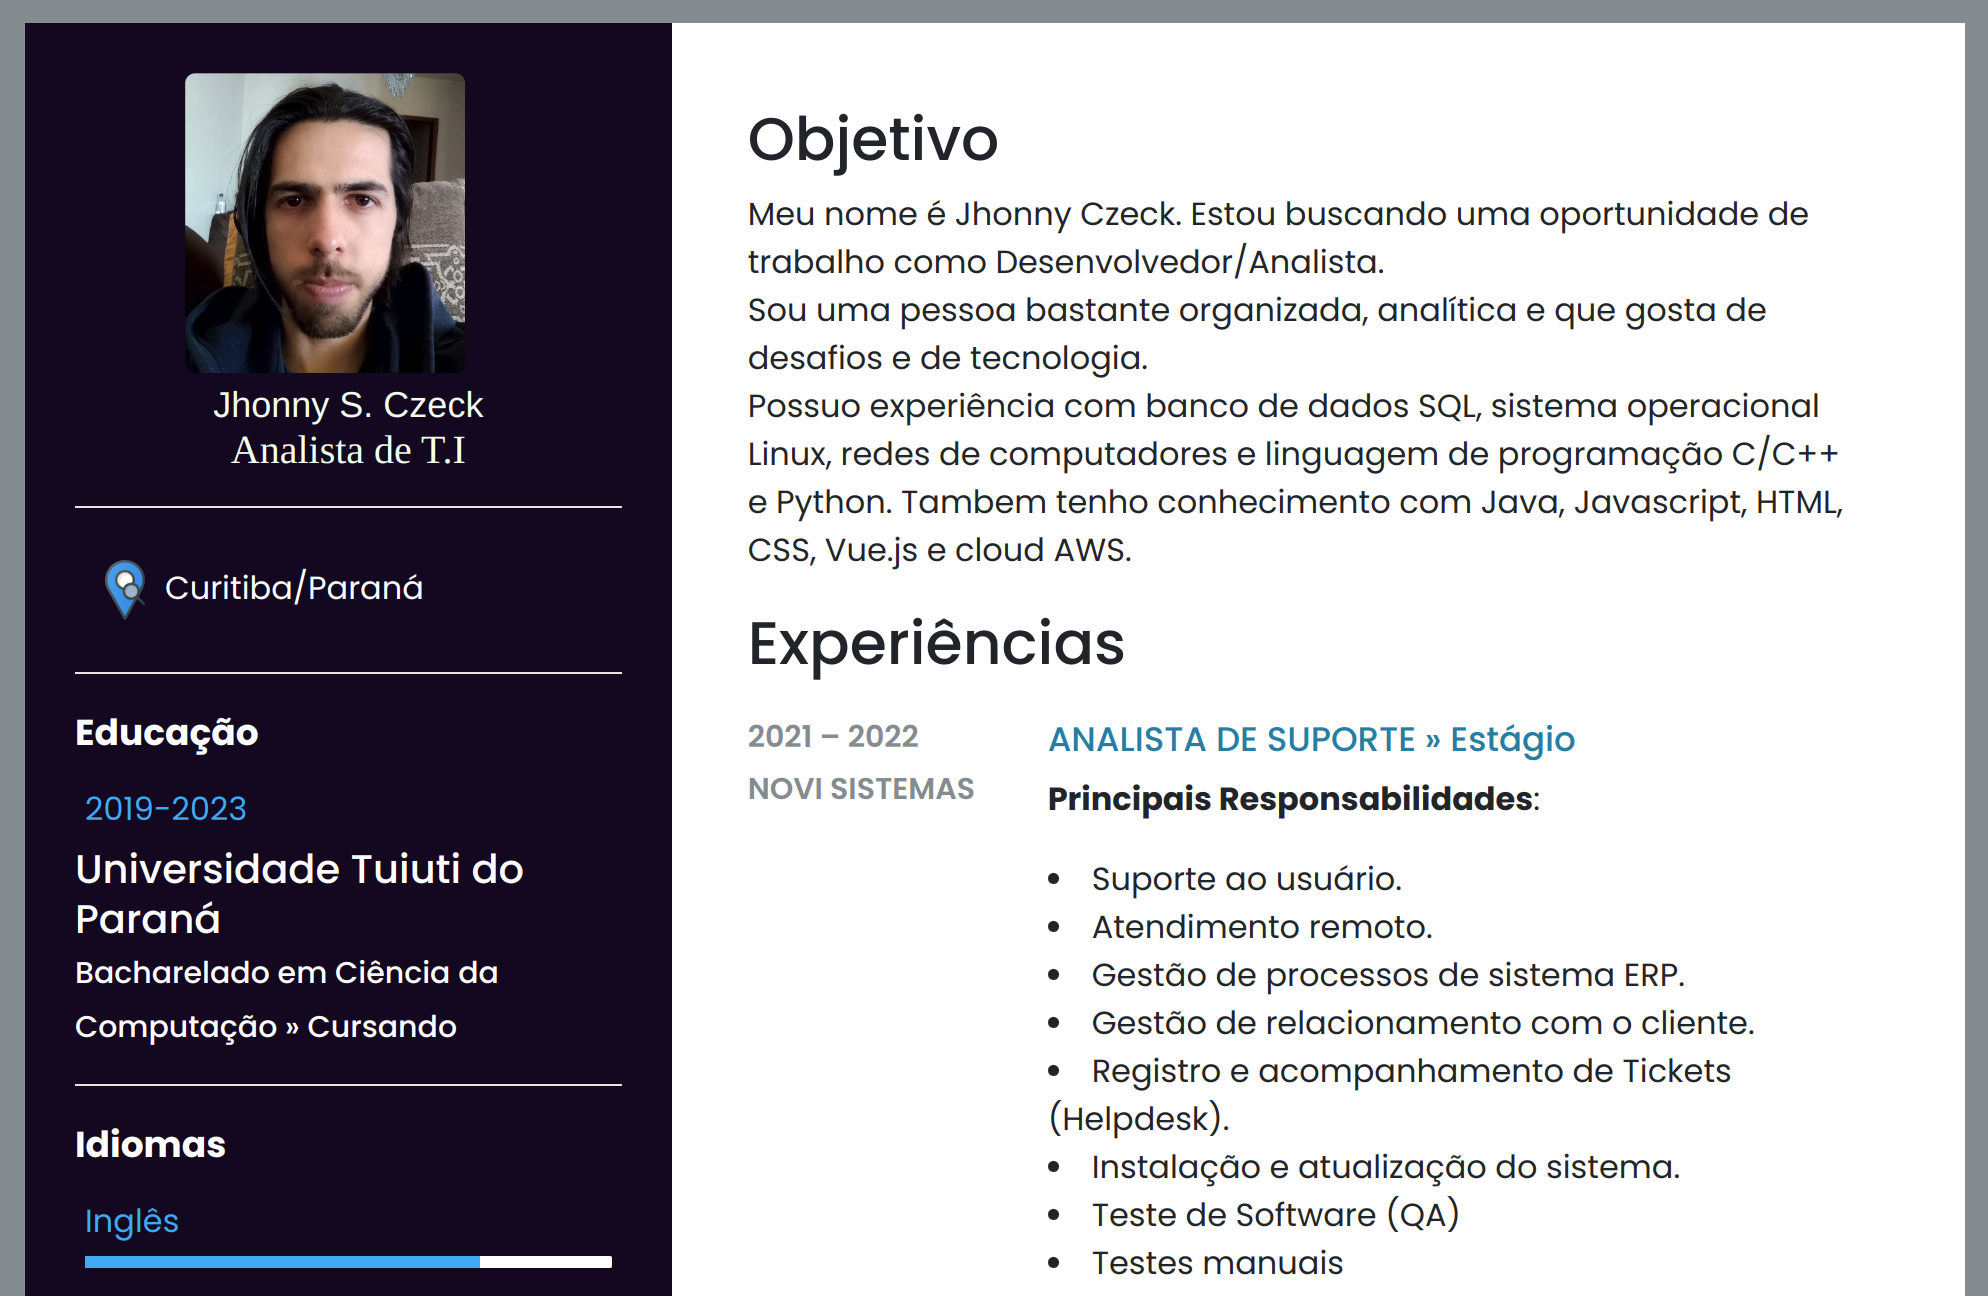 Jhonny S. Czeck
Analista de T.I
Curitiba/Paraná
Educação
2019-2023
Universidade Tuiuti do
Paraná
Bacharelado em Ciência da
Computação » Cursando
Idiomas
Inglês
Objetivo
Meu nome é Jhonny Czeck. Estou buscando uma oportunidade de
trabalho como Desenvolvedor/Analista.
Sou uma pessoa bastante organizada, analítica e que gosta de
desafios e de tecnologia.
Possuo experiência com banco de dados SQL, sistema operacional
Linux, redes de computadores e linguagem de programação C/C++
e Python. Tambem tenho conhecimento com Java, Javascript, HTML,
CSS, Vue.js e cloud AWS.
Experiências
2021 – 2022
NOVI SISTEMAS
ANALISTA DE SUPORTE » Estágio
Principais Responsabilidades:
• Suporte ao usuário.
• Atendimento remoto.
• Gestão de processos de sistema ERP.
• Gestão de relacionamento com o cliente.
• Registro e acompanhamento de Tickets
(Helpdesk).
• Instalação e atualização do sistema.
• Teste de Software (QA)
• Testes manuais